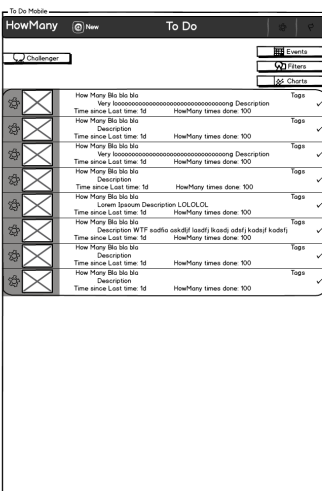 To Do Mobile
HowMany New To Do
Challenger
Events
Filters
Charts
How Many Bla bla bla Tags
Very looooooooooooooooooooooooooooooong Description
Time since Last time: 1d HowMany times done: 100
How Many Bla bla bla Tags
Description
Time since Last time: 1d HowMany times done: 100
How Many Bla bla bla Tags
Very looooooooooooooooooooooooooooooong Description
Time since Last time: 1d HowMany times done: 100
How Many Bla bla bla Tags
Description
Time since Last time: 1d HowMany times done: 100
How Many Bla bla bla Tags
Lorem Ipsoum Description LOLOLOL
Time since Last time: 1d HowMany times done: 100
How Many Bla bla bla Tags
Description WTF sadfia askdljf lasdfj lkasdj adsfj kadsjf kadsfj
Time since Last time: 1d HowMany times done: 100
How Many Bla bla bla Tags
Description
Time since Last time: 1d HowMany times done: 100
How Many Bla bla bla Tags
Description
Time since Last time: 1d HowMany times done: 100